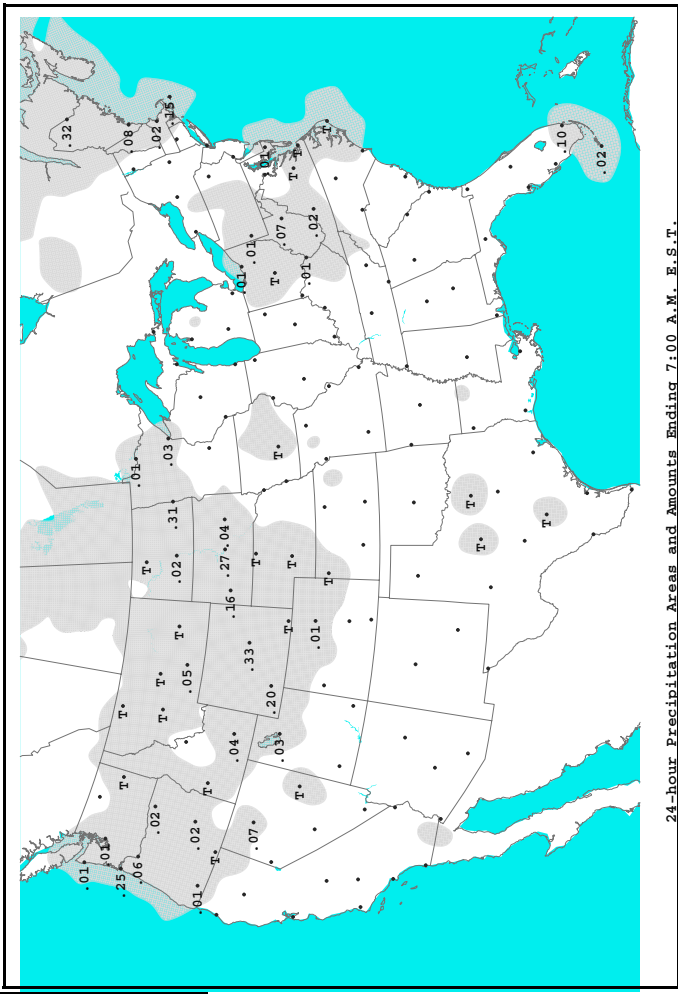 .32
.01
.01
.25 T T .08
.06 .01
T
.02 .02
T T .03 .15
.31
.02
T
.05
.02
.01
T
T
.27 .04
.16
.04
.01
.33
.01
.07
T
.01
.20
T
T
.03
.07
T
T
T
T
T
.01
.02
.01
T
T
T
T
T
.10
.02
24-hour Precipitation Areas and Amounts Ending 7:00 A.M. E.S.T.